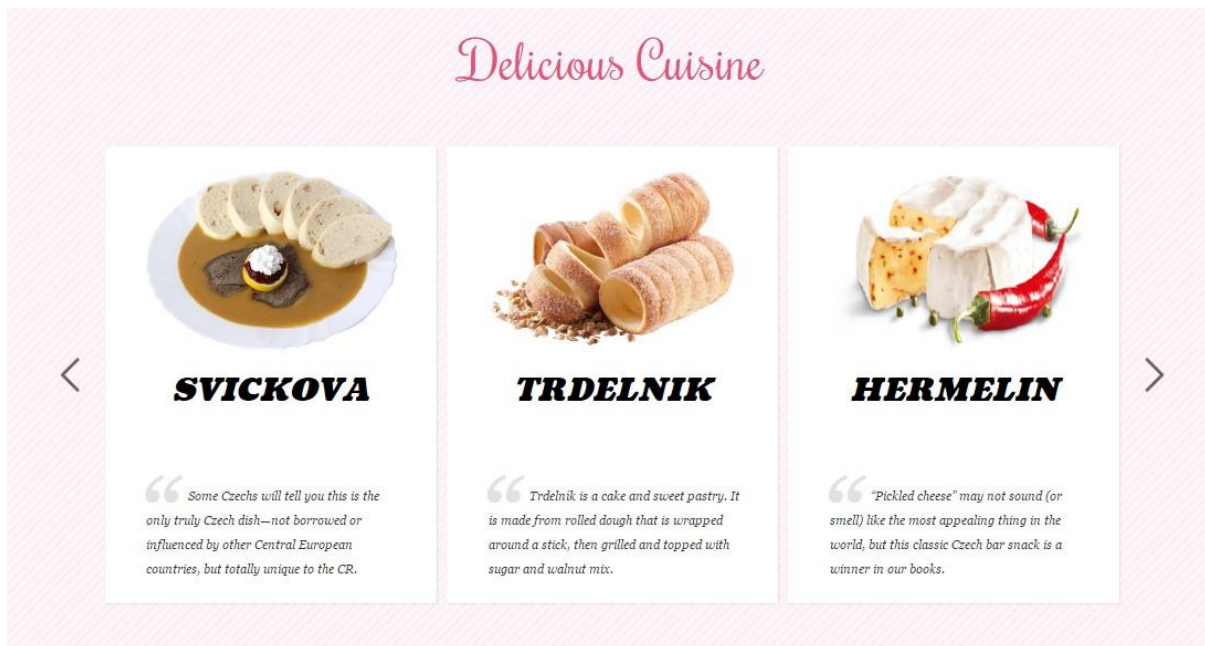 Delicious Cuisine
SVICKOVA
“ Some Czechs will tell you this is the
only truly Czech dish—not borrowed or
influenced by other Central European
countries, but totally unique to the CR.
TRDELNIK
“ Trdelník is a cake and sweet pastry. It
is made from rolled dough that is wrapped
around a stick, then grilled and topped with
sugar and walnut mix.
HERMELIN
“ “Pickled cheese” may not sound (or
smell) like the most appealing thing in the
world, but this classic Czech bar snack is a
winner in our books.